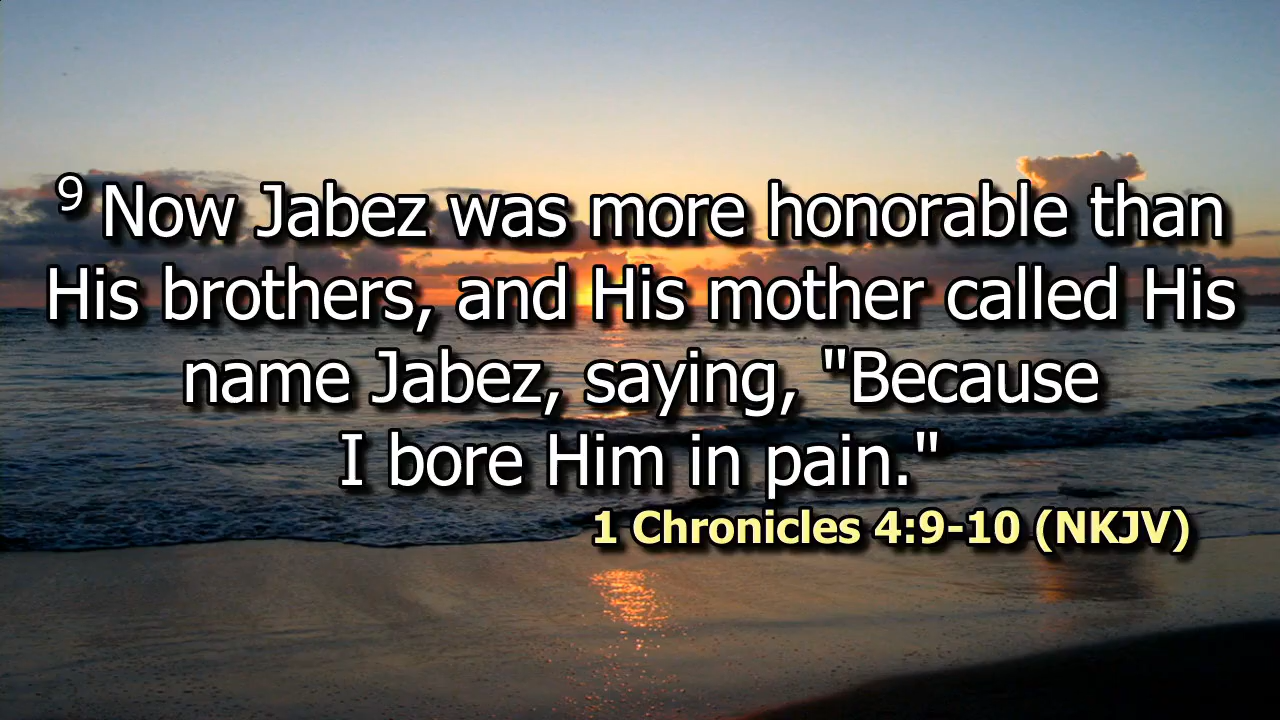 9 Now Jabez was more honorable than
His brothers, and His mother called His
name Jabez, saying, "Because
I bore Him in pain."
1 Chronicles 4:9-10 (NKJV)